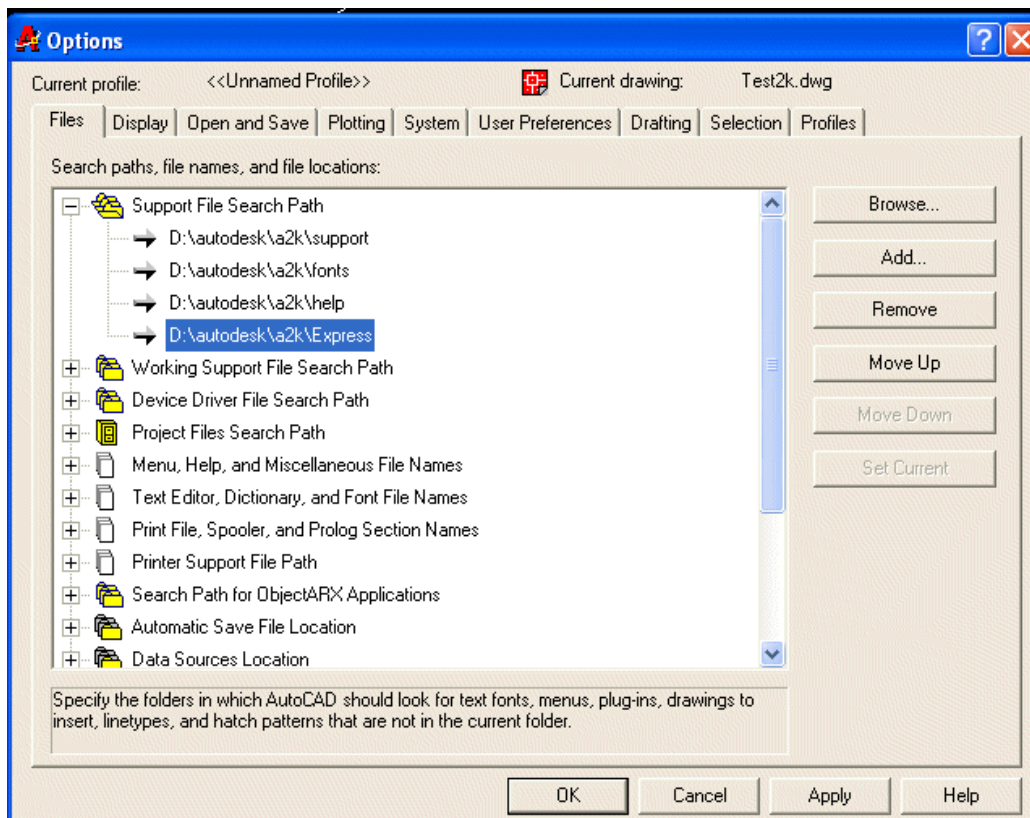 Options
Current profile: <<Unnamed Profile>> Current drawing: Test2k.dwg
Files Display Open and Save Plotting System User Preferences Drafting Selection Profiles
Search paths, file names, and file locations:
Support File Search Path
D:\autodesk\a2k\support
D:\autodesk\a2k\fonts
D:\autodesk\a2k\help
D:\autodesk\a2k\Express
Working Support File Search Path
Device Driver File Search Path
Project Files Search Path
Menu, Help, and Miscellaneous File Names
Text Editor, Dictionary, and Font File Names
Print File, Spooler, and Prolog Section Names
Printer Support File Path
Search Path for ObjectARX Applications
Automatic Save File Location
Data Sources Location
Browse...
Add...
Remove
Move Up
Move Down
Set Current
Specify the folders in which AutoCAD should look for text fonts, menus, plug-ins, drawings to
insert, linetypes, and hatch patterns that are not in the current folder.
OK Cancel Apply Help